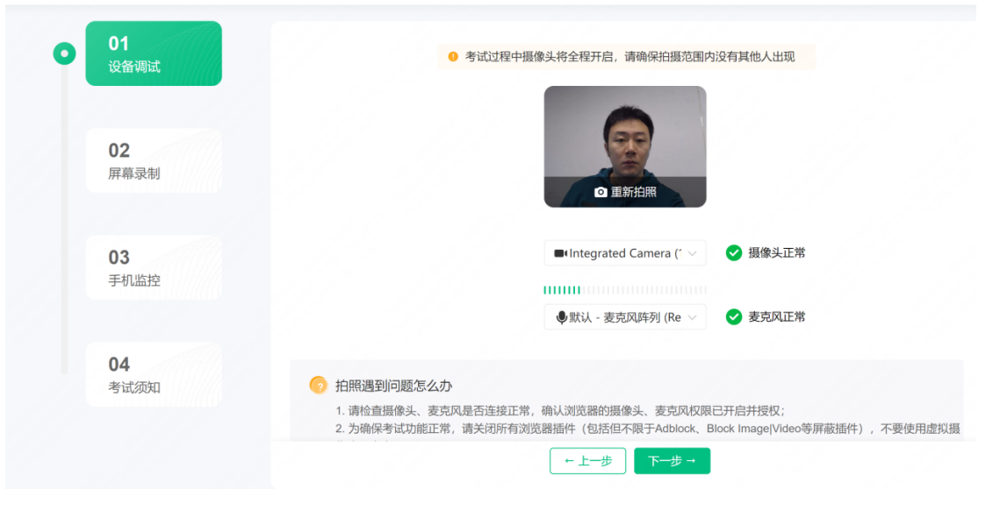 01
设备调试
02
屏幕录制
03
手机监控
04
考试须知
考试过程中摄像头将全程开启，请确保拍摄范围内没有其他人出现
重新拍照
Integrated Camera (
摄像头正常
默认 - 麦克风阵列 (Re
麦克风正常
拍照遇到问题怎么办
1. 请检查摄像头、麦克风是否连接正常，确认浏览器的摄像头、麦克风权限已开启并授权；
2. 为确保考试功能正常，请关闭所有浏览器插件（包括但不限于Adblock、Block Image|Video等屏蔽插件），不要使用虚拟摄
← 上一步
下一步 →